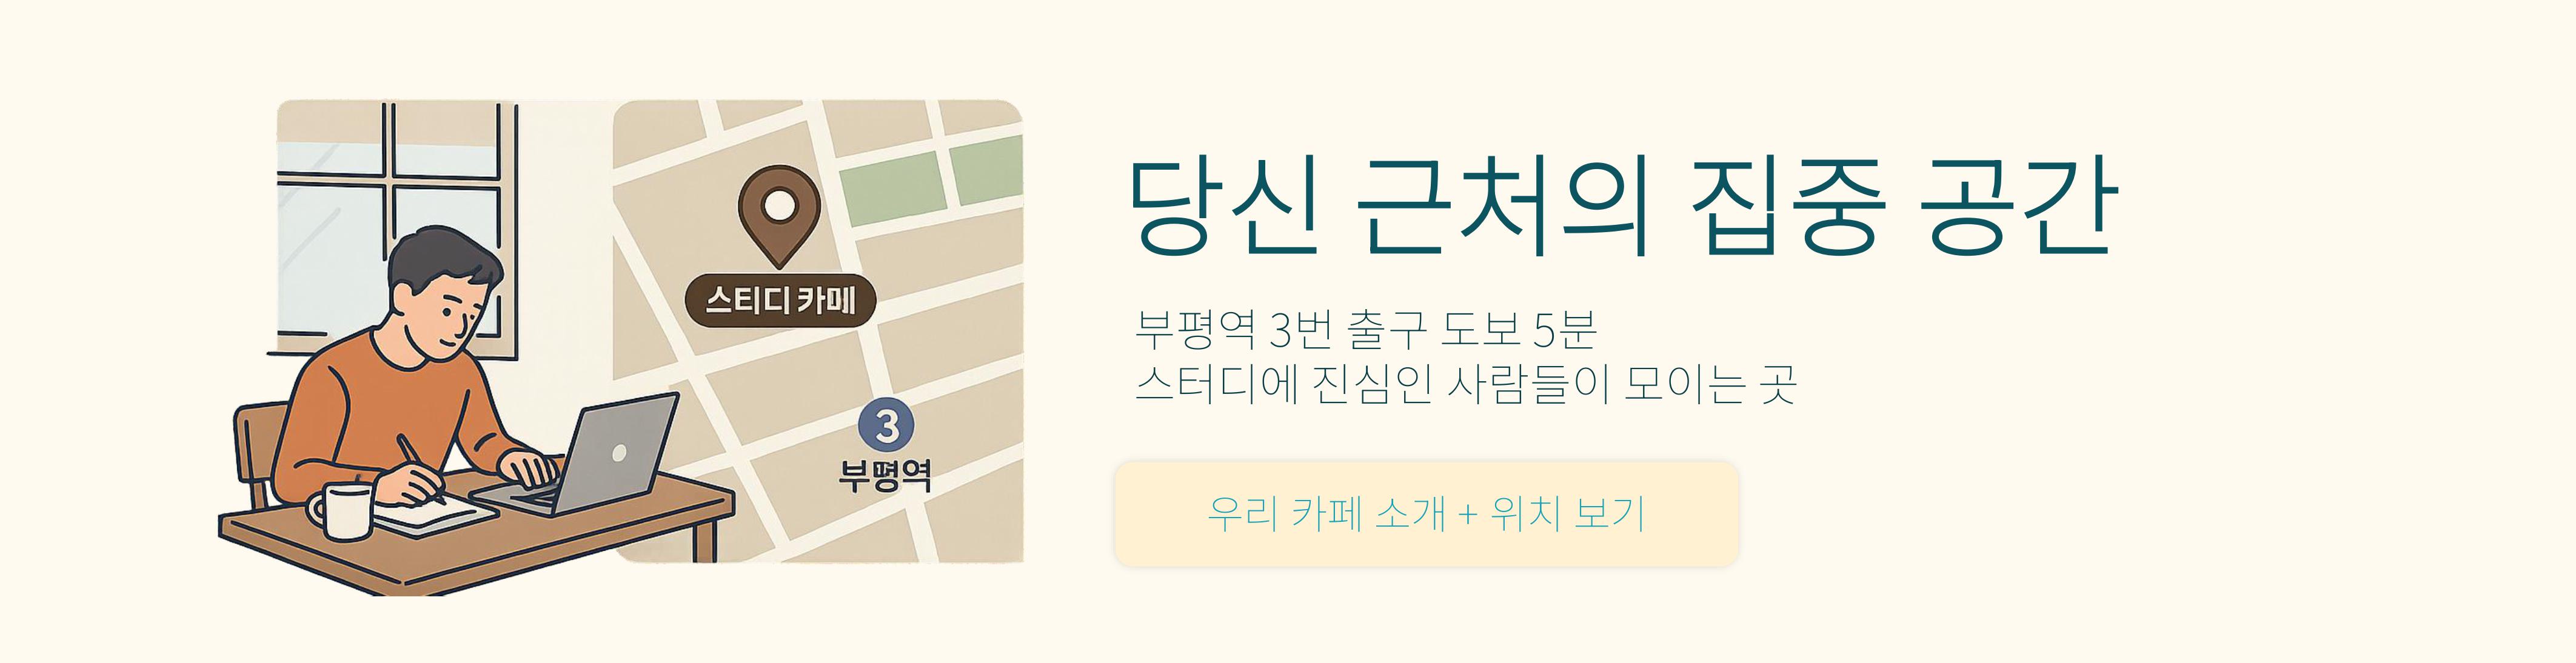 스티디 카메
3
부평역
당신 근처의 집중 공간
부평역 3번 출구 도보 5분
스터디에 진심인 사람들이 모이는 곳
우리 카페 소개 + 위치 보기